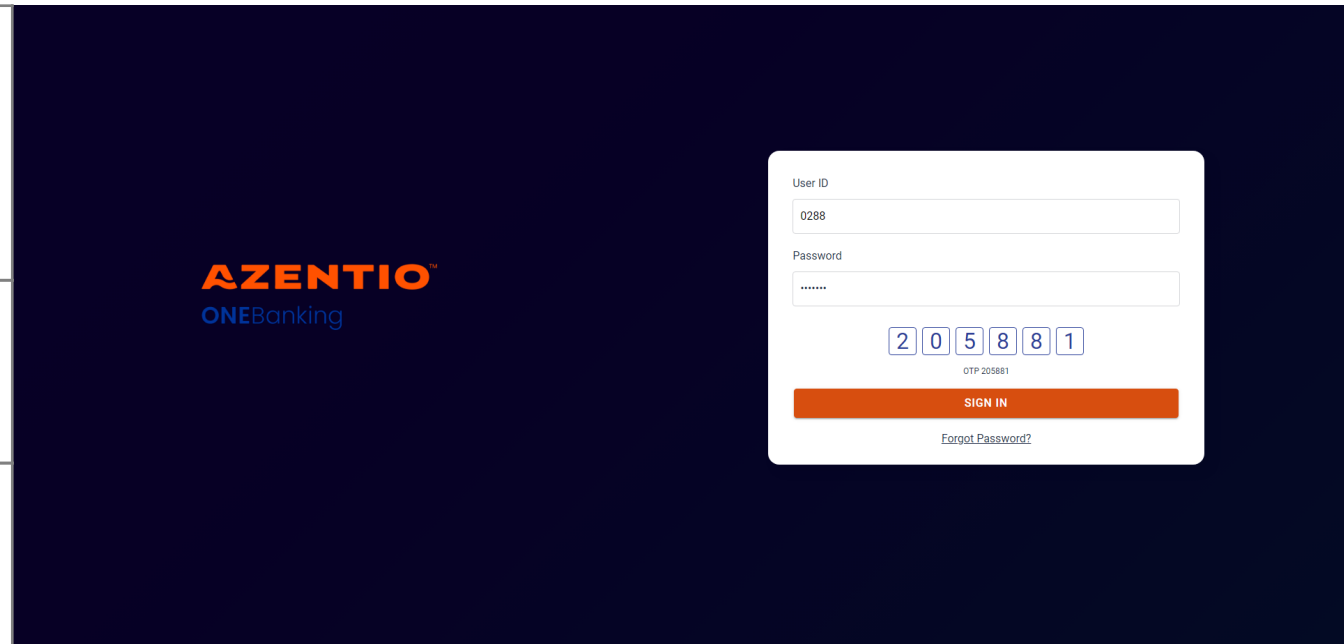 AZENTIO™
ONEBanking
User ID
0288
Password
•••••••
2 0 5 8 8 1
OTP 205881
SIGN IN
Forgot Password?